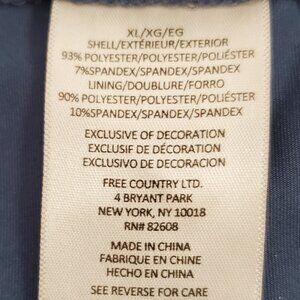 XL/XG/EG
SHELL/EXTÉRIEUR/EXTERIOR
93% POLYESTER/POLYESTER/POLIÉSTER
7%SPANDEX/SPANDEX/SPANDEX
LINING/DOUBLURE/FORRO
90% POLYESTER/POLYESTER/POLIÉSTER
10%SPANDEX/SPANDEX/SPANDEX
EXCLUSIVE OF DECORATION
EXCLUSIF DE DÉCORATION
EXCLUSIVO DE DECORACION
FREE COUNTRY LTD.
4 BRYANT PARK
NEW YORK, NY 10018
RN# 82608
MADE IN CHINA
FABRIQUE EN CHINE
HECHO EN CHINA
SEE REVERSE FOR CARE